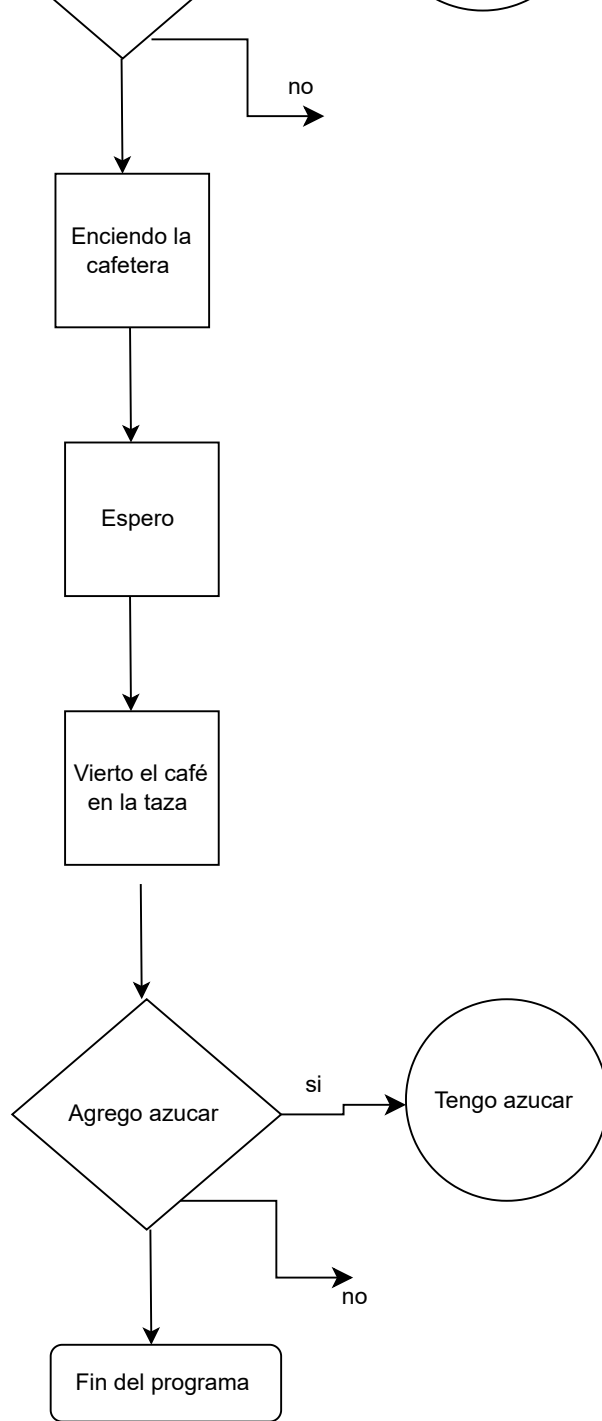 no
Enciendo la
cafetera
Espero
Vierto el café
en la taza
si
Agrego azucar
Tengo azucar
no
Fin del programa